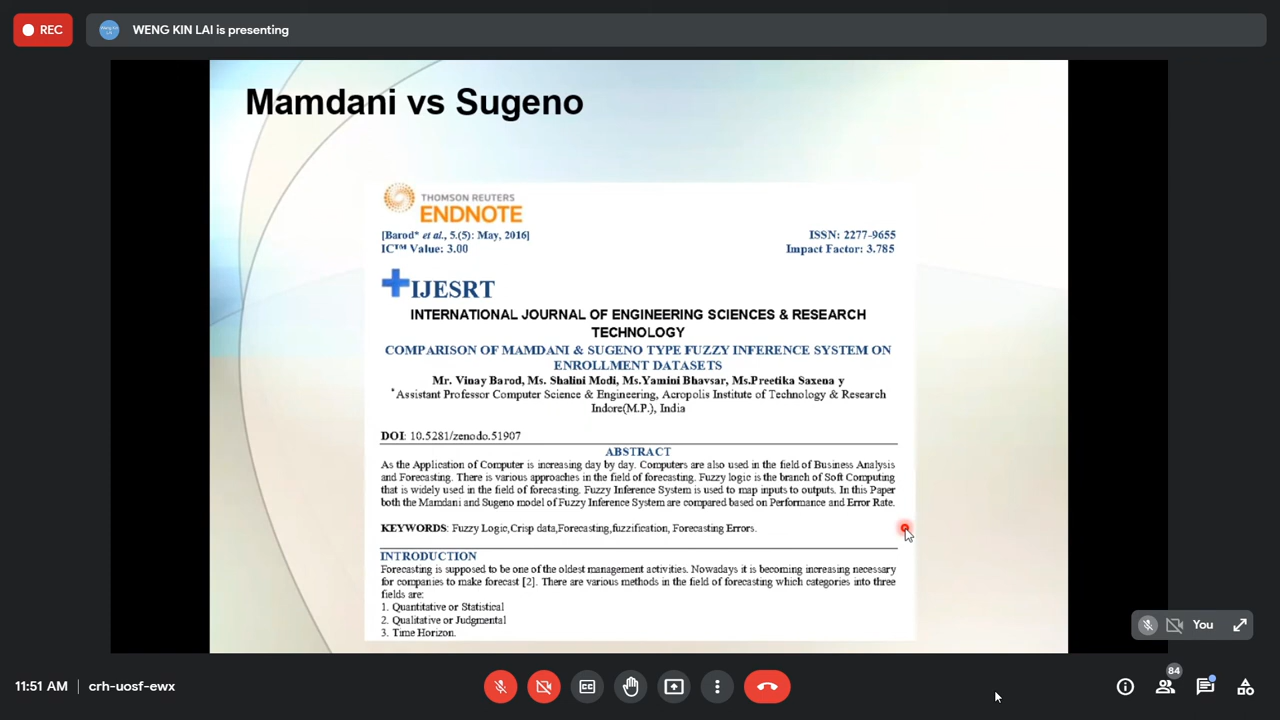 REC
WENG KIN LAI is presenting
Mamdani vs Sugeno
THOMSON REUTERS
ENDNOTE
[Barod* et al., 5.(5): May, 2016]
ISSN: 2277-9655
IC™ Value: 3.00
Impact Factor: 3.785
IJESRT
INTERNATIONAL JOURNAL OF ENGINEERING SCIENCES & RESEARCH
TECHNOLOGY
COMPARISON OF MAMDANI & SUGENO TYPE FUZZY INFERENCE SYSTEM ON
ENROLLMENT DATASETS
Mr. Vinay Barod, Ms. Shalini Modi, Ms.Yamini Bhavsar, Ms.Preetika Saxena y
*Assistant Professor Computer Science & Engineering, Acropolis Institute of Technology & Research
Indore(M.P.), India
DOI: 10.5281/zenodo.51907
ABSTRACT
As the Application of Computer is increasing day by day. Computers are also used in the field of Business Analysis
and Forecasting. There is various approaches in the field of forecasting. Fuzzy logic is the branch of Soft Computing
that is widely used in the field of forecasting. Fuzzy Inference System is used to map inputs to outputs. In this Paper
both the Mamdani and Sugeno model of Fuzzy Inference System are compared based on Performance and Error Rate.
KEYWORDS: Fuzzy Logic,Crisp data,Forecasting,fuzzification, Forecasting Errors.
INTRODUCTION
Forecasting is supposed to be one of the oldest management activities. Nowadays it is becoming increasing necessary
for companies to make forecast [2]. There are various methods in the field of forecasting which categories into three
fields are:
1. Quantitative or Statistical
2. Qualitative or Judgmental
3. Time Horizon.
You
11:51 AM | crh-uosf-ewx
84